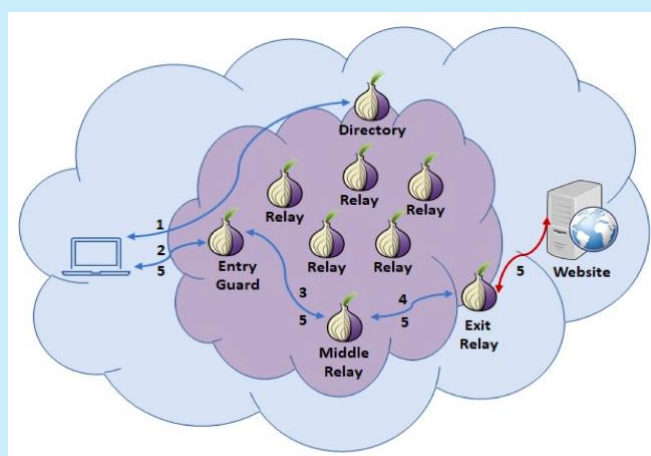 Directory
Relay
Relay
Relay
1
2
5
Entry
Guard
Relay
Relay
Website
3
5
4
5
5
Middle
Relay
Exit
Relay